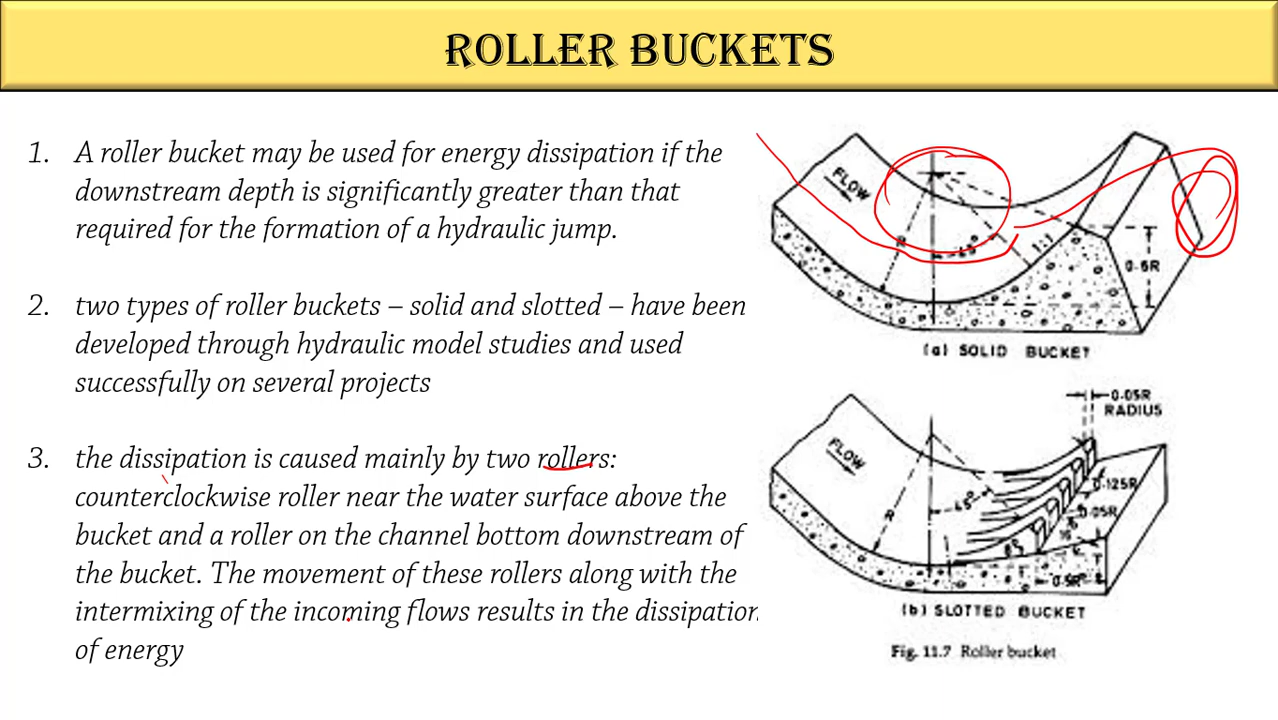 ROLLER BUCKETS
1. A roller bucket may be used for energy dissipation if the
downstream depth is significantly greater than that
required for the formation of a hydraulic jump.
2. two types of roller buckets – solid and slotted – have been
developed through hydraulic model studies and used
successfully on several projects
3. the dissipation is caused mainly by two rollers:
counterclockwise roller near the water surface above the
bucket and a roller on the channel bottom downstream of
the bucket. The movement of these rollers along with the
intermixing of the incoming flows results in the dissipation
of energy
FLOW
R
45°
1:1
(a) SOLID BUCKET
0.05R
RADIUS
FLOW
0.125R
R
45°
0.05R
(b) SLOTTED BUCKET
Fig. 11.7 Roller bucket